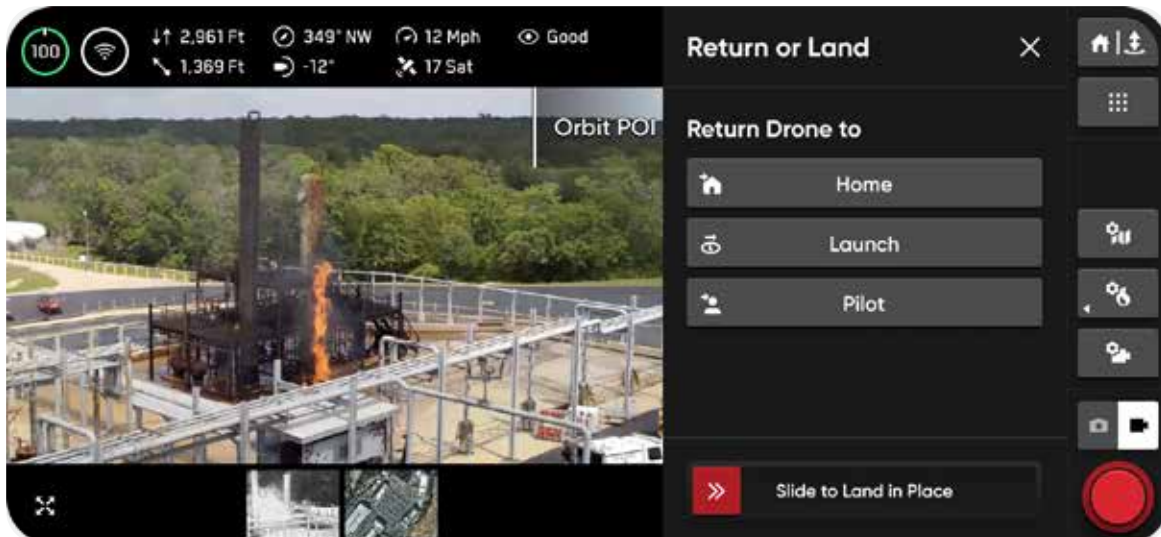 100
2,961 Ft
349° NW
12 Mph
Good
1,369 Ft
-12°
17 Sat
Orbit POI
Return or Land
Return Drone to
Home
Launch
Pilot
Slide to Land in Place